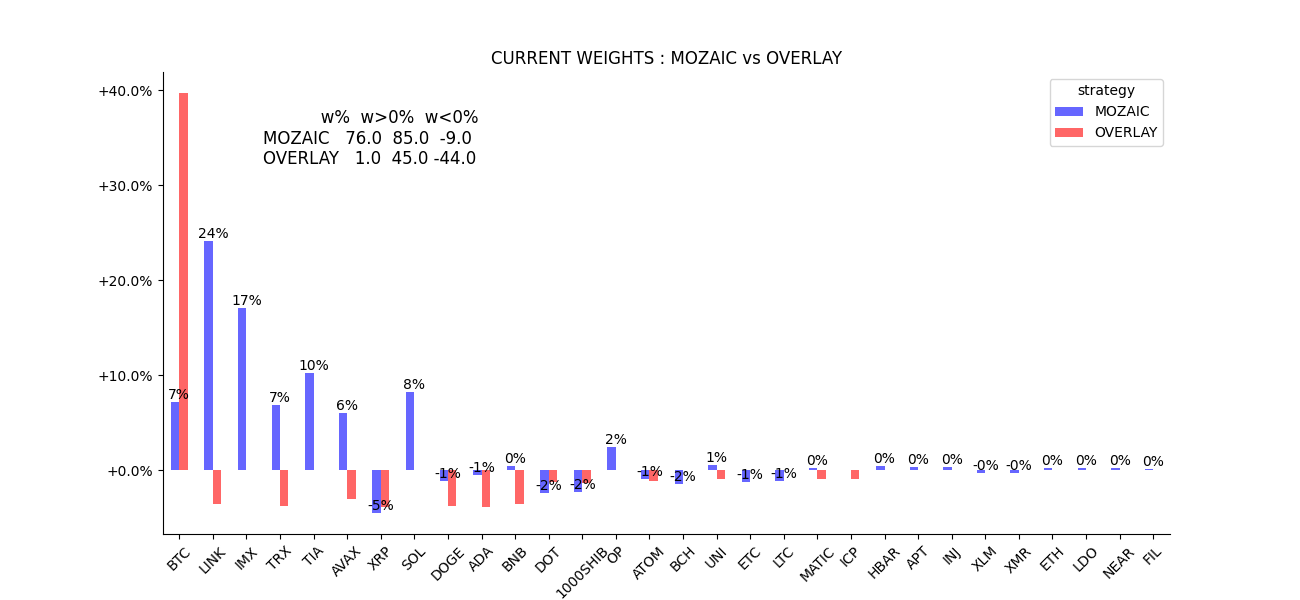 CURRENT WEIGHTS : MOZAIC vs OVERLAY
+40.0%
+30.0%
+20.0%
+10.0%
+0.0%
w% w>0% w<0%
MOZAIC 76.0 85.0 -9.0
OVERLAY 1.0 45.0 -44.0
strategy
MOZAIC
OVERLAY
7%
24%
17%
7%
10%
6%
-5%
8%
-1%
-1%
0%
-2%
-2%
2%
-1%
-2%
1%
-1%
-1%
0%
0%
0%
0%
-0%
-0%
0%
0%
0%
0%
BTC
LINK
IMX
TRX
TIA
AVAX
XRP
SOL
DOGE
ADA
BNB
DOT
1000SHIB
OP
ATOM
BCH
UNI
ETC
LTC
MATIC
ICP
HBAR
APT
INJ
XLM
XMR
ETH
LDO
NEAR
FIL